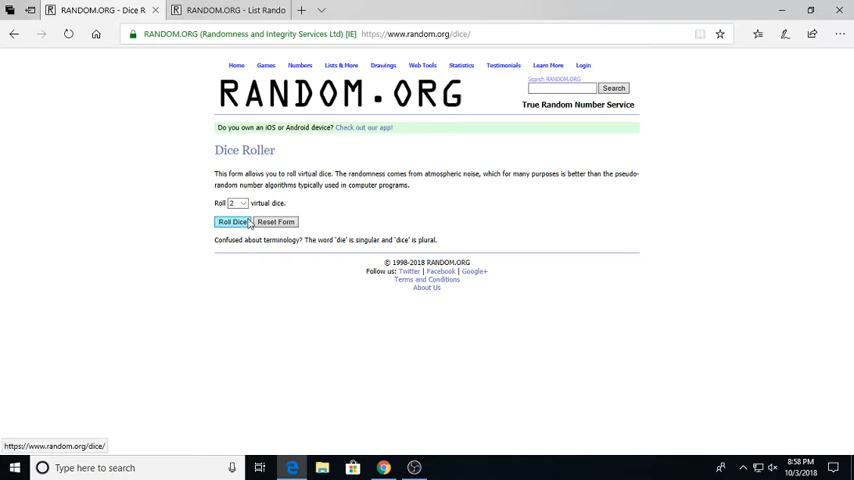 RANDOM.ORG - Dice R
RANDOM.ORG - List Rando
RANDOM.ORG (Randomness and Integrity Services Ltd) [IE] https://www.random.org/dice/
Home Games Numbers Lists & More Drawings Web Tools Statistics Testimonials Learn More Login
RANDOM.ORG
Search RANDOM.ORG
Search
True Random Number Service
Do you own an iOS or Android device? Check out our app!
Dice Roller
This form allows you to roll virtual dice. The randomness comes from atmospheric noise, which for many purposes is better than the pseudo-
random number algorithms typically used in computer programs.
Roll 2 virtual dice.
Roll Dice Reset Form
Confused about terminology? The word 'die' is singular and 'dice' is plural.
© 1998-2018 RANDOM.ORG
Follow us: Twitter | Facebook | Google+
Terms and Conditions
About Us
https://www.random.org/dice/
Type here to search
8:58 PM
10/3/2018